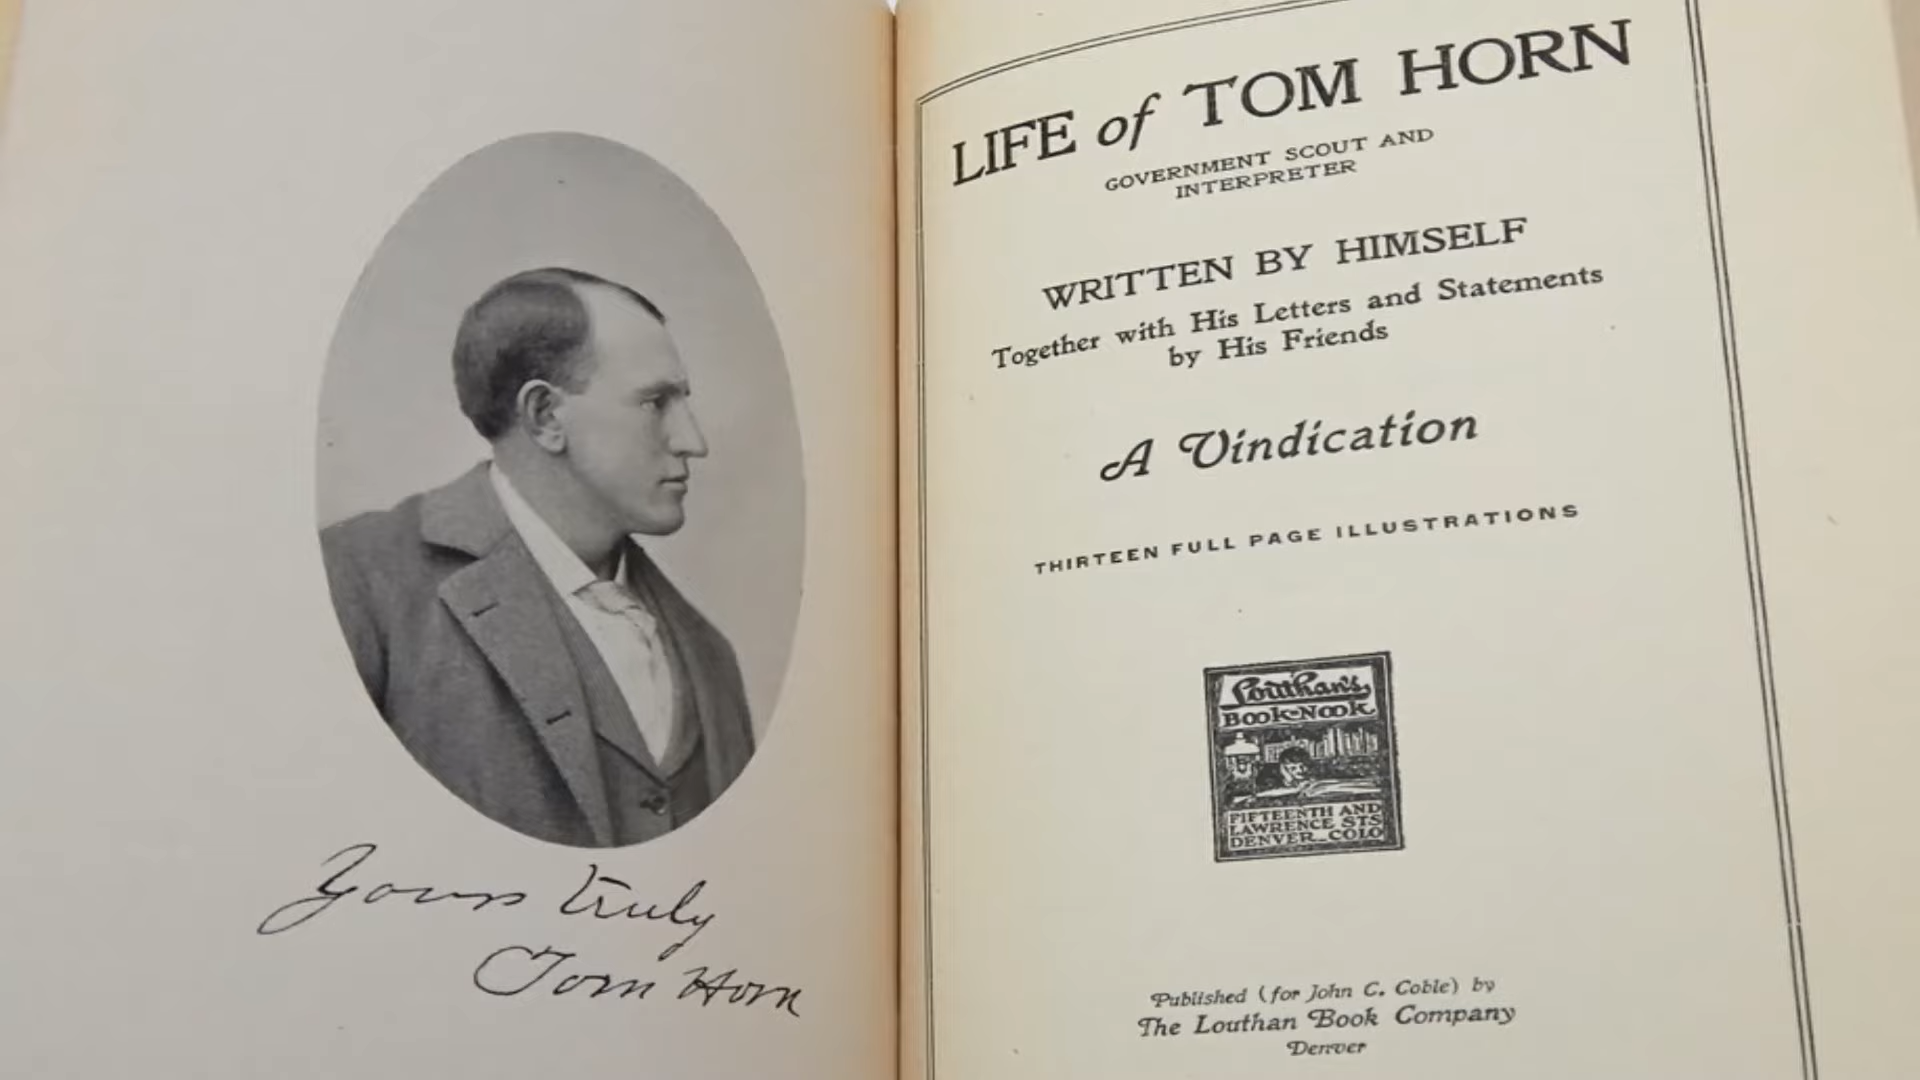 Yours truly
Tom Horn
LIFE of TOM HORN
GOVERNMENT SCOUT AND
INTERPRETER
WRITTEN BY HIMSELF
Together with His Letters and Statements
by His Friends
A Vindication
THIRTEEN FULL PAGE ILLUSTRATIONS
Louthan's
BOOK-NOOK
FIFTEENTH AND
LAWRENCE STS
DENVER_COLO
Published (for John C. Coble) by
The Louthan Book Company
Denver